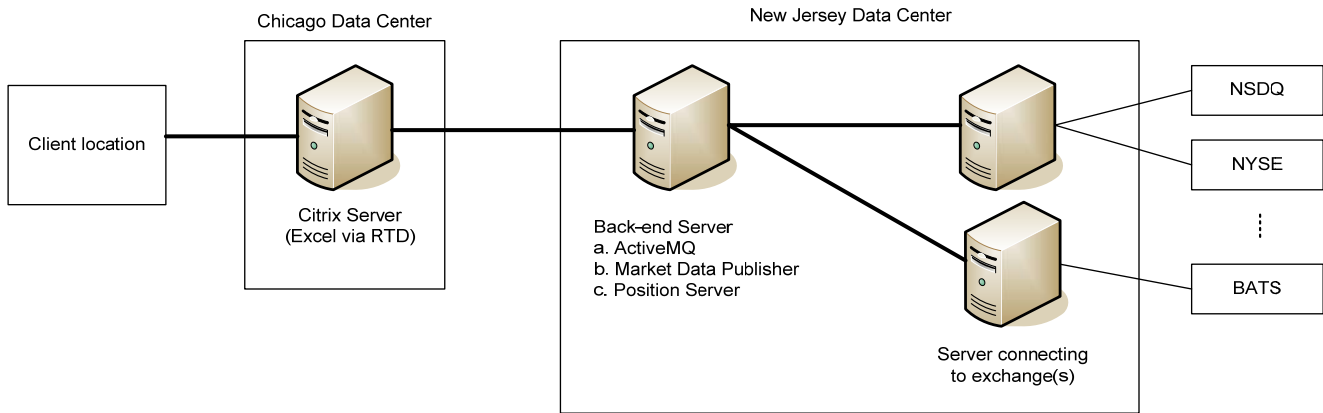 Chicago Data Center
New Jersey Data Center
Client location
Citrix Server
(Excel via RTD)
Back-end Server
a. ActiveMQ
b. Market Data Publisher
c. Position Server
Server connecting
to exchange(s)
NSDQ
NYSE
BATS